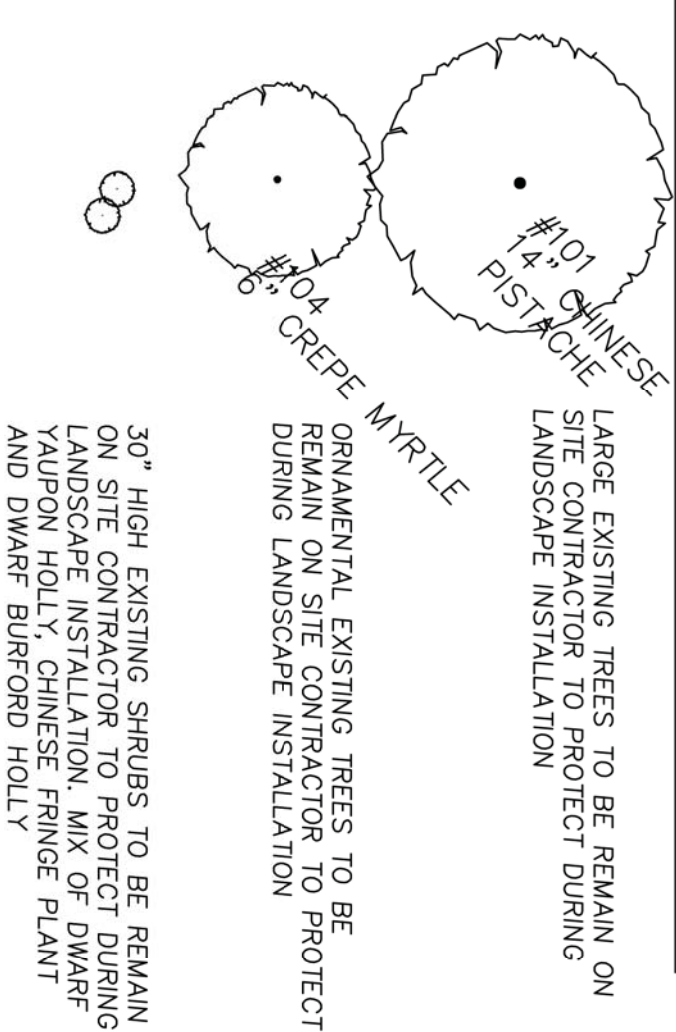 #101
14" CHINESE
PISTACHE
LARGE EXISTING TREES TO BE REMAIN ON
SITE CONTRACTOR TO PROTECT DURING
LANDSCAPE INSTALLATION
#104
6" CREPE MYRTLE
ORNAMENTAL EXISTING TREES TO BE
REMAIN ON SITE CONTRACTOR TO PROTECT
DURING LANDSCAPE INSTALLATION
30" HIGH EXISTING SHRUBS TO BE REMAIN
ON SITE CONTRACTOR TO PROTECT DURING
LANDSCAPE INSTALLATION. MIX OF DWARF
YAUPON HOLLY, CHINESE FRINGE PLANT
AND DWARF BURFORD HOLLY